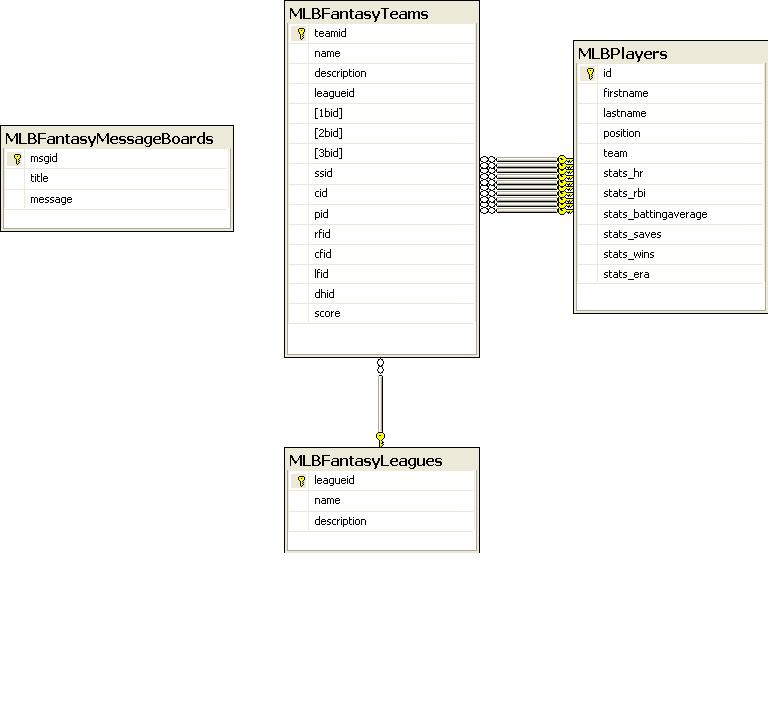 MLBFantasyMessageBoards
msgid
title
message
MLBFantasyTeams
teamid
name
description
leagueid
[1bid]
[2bid]
[3bid]
ssid
cid
pid
rfid
cfid
lfid
dhid
score
MLBPlayers
id
firstname
lastname
position
team
stats_hr
stats_rbi
stats_battingaverage
stats_saves
stats_wins
stats_era
MLBFantasyLeagues
leagueid
name
description